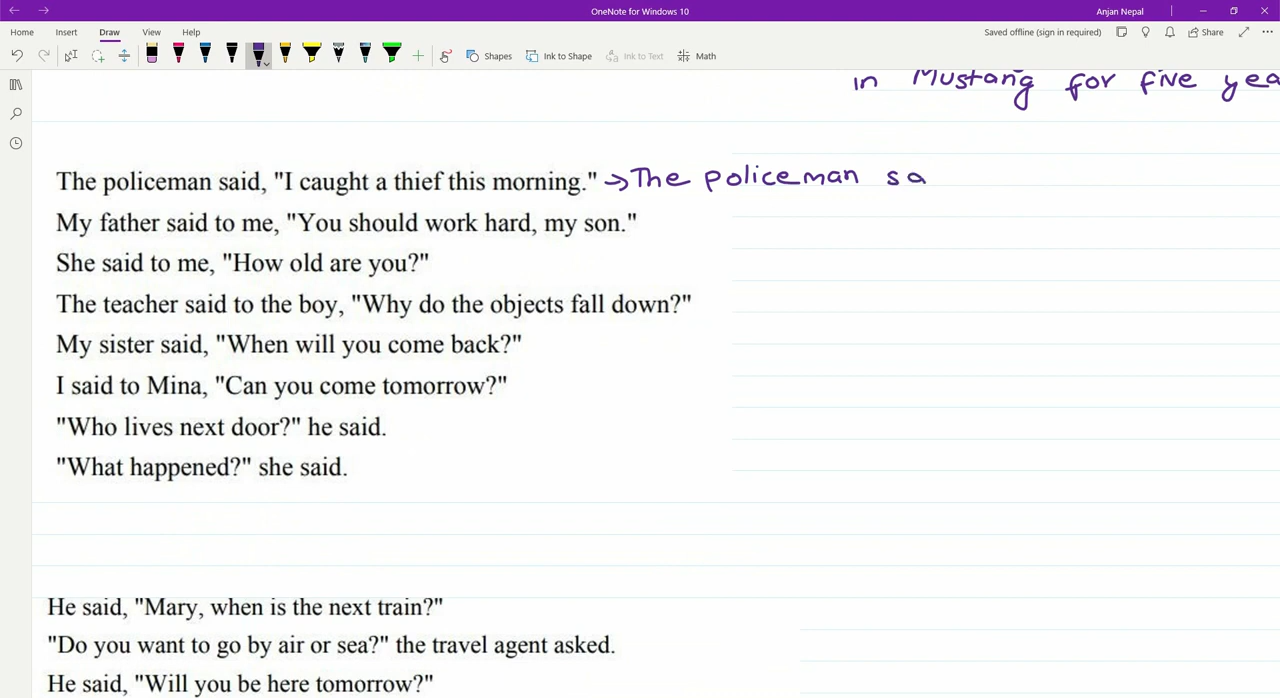 OneNote for Windows 10
Anjan Nepal
Home Insert Draw View Help
Saved offline (sign in required)
Share
Shapes
Ink to Shape
Ink to Text
Math
in Mustang for five yea
The policeman said, "I caught a thief this morning." →The policeman sa
My father said to me, "You should work hard, my son."
She said to me, "How old are you?"
The teacher said to the boy, "Why do the objects fall down?"
My sister said, "When will you come back?"
I said to Mina, "Can you come tomorrow?"
"Who lives next door?" he said.
"What happened?" she said.
He said, "Mary, when is the next train?"
"Do you want to go by air or sea?" the travel agent asked.
He said, "Will you be here tomorrow?"